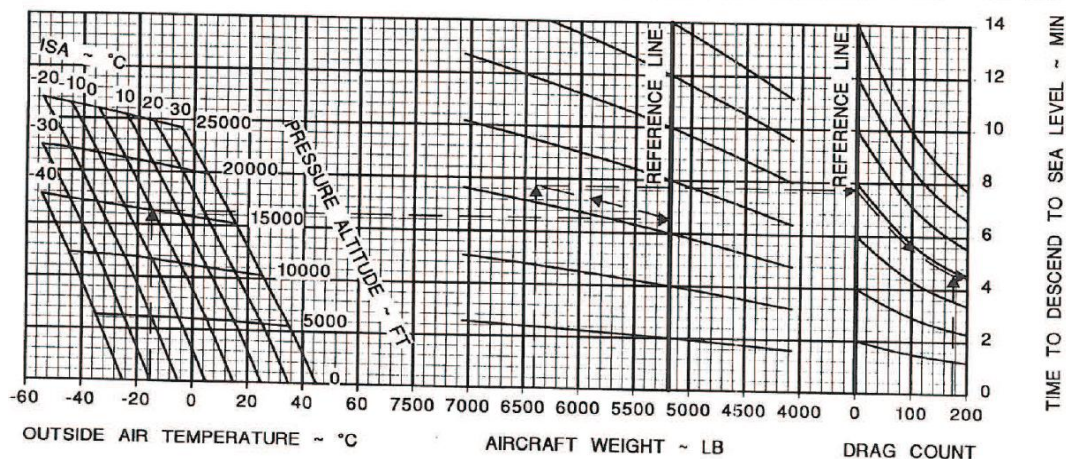 ISA ~ °C
-20 -10 0 10 20 30
-30
-40
25000
20000
15000
10000
5000
0
PRESSURE ALTITUDE ~ FT
REFERENCE LINE
REFERENCE LINE
14
12
10
8
6
4
2
0
TIME TO DESCEND TO SEA LEVEL ~ MIN
-60 -40 -20 0 20 40 60 7500 7000 6500 6000 5500 5000 4500 4000 0 100 200
OUTSIDE AIR TEMPERATURE ~ °C AIRCRAFT WEIGHT ~ LB DRAG COUNT